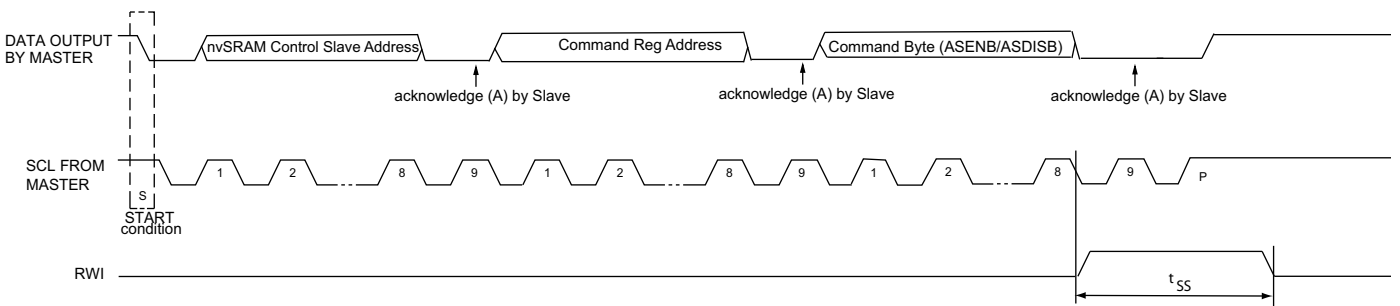 DATA OUTPUT
BY MASTER
nvSRAM Control Slave Address
Command Reg Address
Command Byte (ASENB/ASDISB)
acknowledge (A) by Slave
acknowledge (A) by Slave
acknowledge (A) by Slave
SCL FROM
MASTER
1 2 8 9 1 2 8 9 1 2 8 9 P
S
START
condition
RWI
tSS